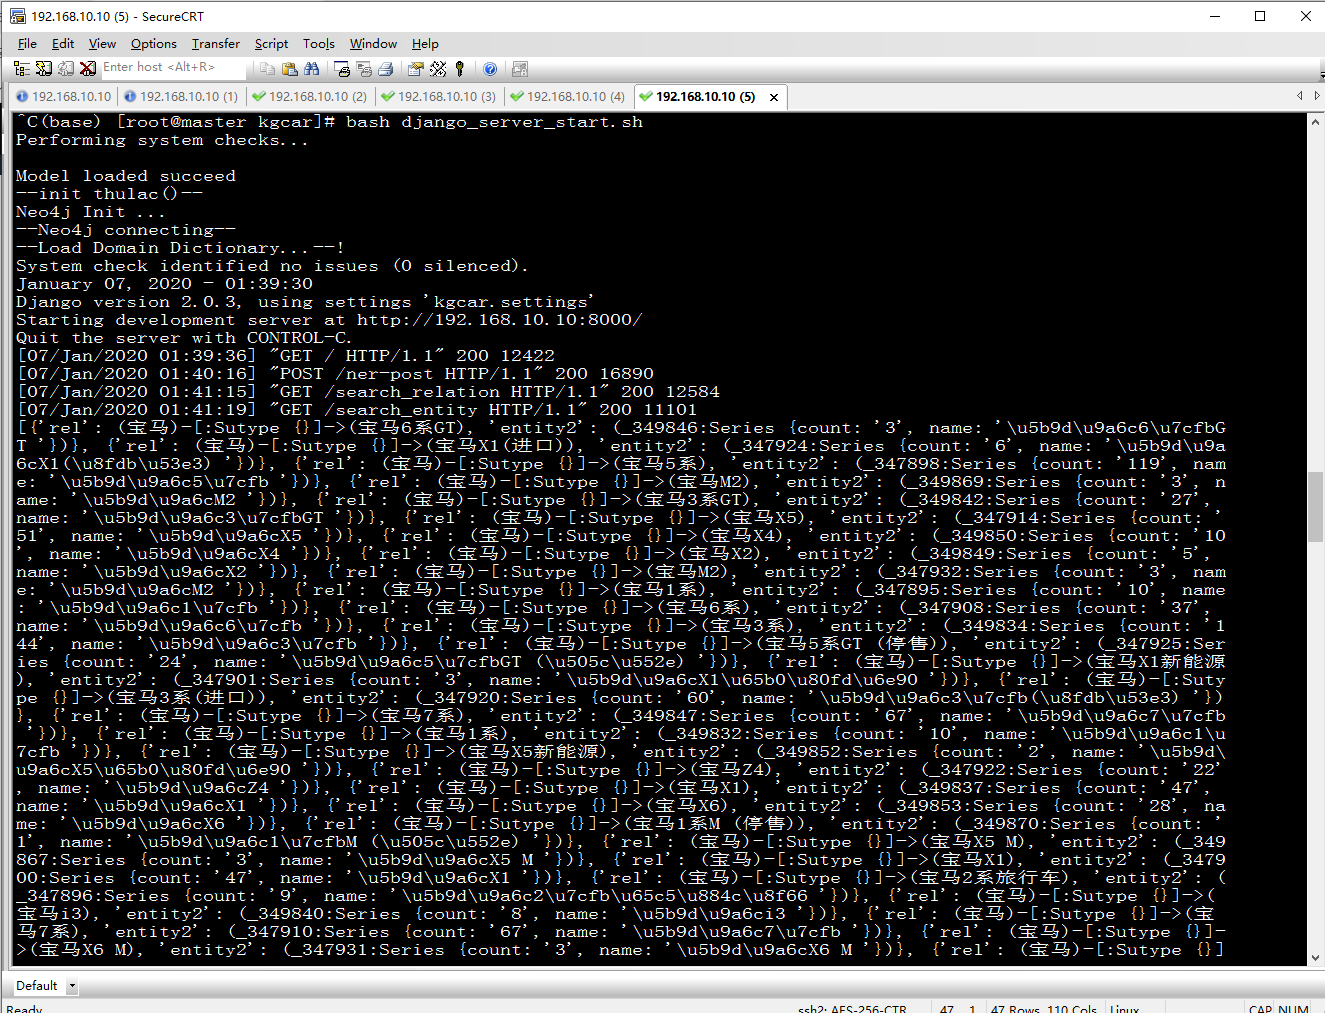 192.168.10.10 (5) - SecureCRT
File Edit View Options Transfer Script Tools Window Help
Enter host <Alt+R>
192.168.10.10 192.168.10.10 (1) 192.168.10.10 (2) 192.168.10.10 (3) 192.168.10.10 (4) 192.168.10.10 (5)
^C(base) [root@master kgcar]# bash django_server_start.sh
Performing system checks...
Model loaded succeed
--init thulac()--
Neo4j Init ...
--Neo4j connecting--
--Load Domain Dictionary...--!
System check identified no issues (0 silenced).
January 07, 2020 - 01:39:30
Django version 2.0.3, using settings 'kgcar.settings'
Starting development server at http://192.168.10.10:8000/
Quit the server with CONTROL-C.
[07/Jan/2020 01:39:36] "GET / HTTP/1.1" 200 12422
[07/Jan/2020 01:40:16] "POST /ner-post HTTP/1.1" 200 16890
[07/Jan/2020 01:41:15] "GET /search_relation HTTP/1.1" 200 12584
[07/Jan/2020 01:41:19] "GET /search_entity HTTP/1.1" 200 11101
[{'rel': (宝马)-[:Sutype {}]->(宝马6系GT), 'entity2': (_349846:Series {count: '3', name: '\u5b9d\u9a6c6\u7cfbG
T '})}, {'rel': (宝马)-[:Sutype {}]->(宝马X1(进口)), 'entity2': (_347924:Series {count: '6', name: '\u5b9d\u9a
6cX1(\u8fdb\u53e3) '})}, {'rel': (宝马)-[:Sutype {}]->(宝马5系), 'entity2': (_347898:Series {count: '119', nam
e: '\u5b9d\u9a6c5\u7cfb '})}, {'rel': (宝马)-[:Sutype {}]->(宝马M2), 'entity2': (_349869:Series {count: '3', n
ame: '\u5b9d\u9a6cM2 '})}, {'rel': (宝马)-[:Sutype {}]->(宝马3系GT), 'entity2': (_349842:Series {count: '27', 
name: '\u5b9d\u9a6c3\u7cfbGT '})}, {'rel': (宝马)-[:Sutype {}]->(宝马X5), 'entity2': (_347914:Series {count: '
51', name: '\u5b9d\u9a6cX5 '})}, {'rel': (宝马)-[:Sutype {}]->(宝马X4), 'entity2': (_349850:Series {count: '10
', name: '\u5b9d\u9a6cX4 '})}, {'rel': (宝马)-[:Sutype {}]->(宝马X2), 'entity2': (_349849:Series {count: '5', 
name: '\u5b9d\u9a6cX2 '})}, {'rel': (宝马)-[:Sutype {}]->(宝马M2), 'entity2': (_347932:Series {count: '3', nam
e: '\u5b9d\u9a6cM2 '})}, {'rel': (宝马)-[:Sutype {}]->(宝马1系), 'entity2': (_347895:Series {count: '10', name
: '\u5b9d\u9a6c1\u7cfb '})}, {'rel': (宝马)-[:Sutype {}]->(宝马6系), 'entity2': (_347908:Series {count: '37', 
name: '\u5b9d\u9a6c6\u7cfb '})}, {'rel': (宝马)-[:Sutype {}]->(宝马3系), 'entity2': (_349834:Series {count: '1
44', name: '\u5b9d\u9a6c3\u7cfb '})}, {'rel': (宝马)-[:Sutype {}]->(宝马5系GT (停售)), 'entity2': (_347925:Ser
ies {count: '24', name: '\u5b9d\u9a6c5\u7cfbGT (\u505c\u552e) '})}, {'rel': (宝马)-[:Sutype {}]->(宝马X1新能源
), 'entity2': (_347901:Series {count: '3', name: '\u5b9d\u9a6cX1\u65b0\u80fd\u6e90 '})}, {'rel': (宝马)-[:Suty
pe {}]->(宝马3系(进口)), 'entity2': (_347920:Series {count: '60', name: '\u5b9d\u9a6c3\u7cfb(\u8fdb\u53e3) '})
}, {'rel': (宝马)-[:Sutype {}]->(宝马7系), 'entity2': (_349847:Series {count: '67', name: '\u5b9d\u9a6c7\u7cfb
 '})}, {'rel': (宝马)-[:Sutype {}]->(宝马1系), 'entity2': (_349832:Series {count: '10', name: '\u5b9d\u9a6c1\u
7cfb '})}, {'rel': (宝马)-[:Sutype {}]->(宝马X5新能源), 'entity2': (_349852:Series {count: '2', name: '\u5b9d\
u9a6cX5\u65b0\u80fd\u6e90 '})}, {'rel': (宝马)-[:Sutype {}]->(宝马Z4), 'entity2': (_347922:Series {count: '22'
, name: '\u5b9d\u9a6cZ4 '})}, {'rel': (宝马)-[:Sutype {}]->(宝马X1), 'entity2': (_349837:Series {count: '47', 
name: '\u5b9d\u9a6cX1 '})}, {'rel': (宝马)-[:Sutype {}]->(宝马X6), 'entity2': (_349853:Series {count: '28', na
me: '\u5b9d\u9a6cX6 '})}, {'rel': (宝马)-[:Sutype {}]->(宝马1系M (停售)), 'entity2': (_349870:Series {count: '
1', name: '\u5b9d\u9a6c1\u7cfbM (\u505c\u552e) '})}, {'rel': (宝马)-[:Sutype {}]->(宝马X5 M), 'entity2': (_349
867:Series {count: '3', name: '\u5b9d\u9a6cX5 M '})}, {'rel': (宝马)-[:Sutype {}]->(宝马X1), 'entity2': (_3479
00:Series {count: '47', name: '\u5b9d\u9a6cX1 '})}, {'rel': (宝马)-[:Sutype {}]->(宝马2系旅行车), 'entity2': (
_347896:Series {count: '9', name: '\u5b9d\u9a6c2\u7cfb\u65c5\u884c\u8f66 '})}, {'rel': (宝马)-[:Sutype {}]->(
宝马i3), 'entity2': (_349840:Series {count: '8', name: '\u5b9d\u9a6ci3 '})}, {'rel': (宝马)-[:Sutype {}]->(宝
马7系), 'entity2': (_347910:Series {count: '67', name: '\u5b9d\u9a6c7\u7cfb '})}, {'rel': (宝马)-[:Sutype {}]-
>(宝马X6 M), 'entity2': (_347931:Series {count: '3', name: '\u5b9d\u9a6cX6 M '})}, {'rel': (宝马)-[:Sutype {}]
Default
Ready ssh2: AES-256-CTR 47, 1 47 Rows, 110 Cols Linux CAP NUM